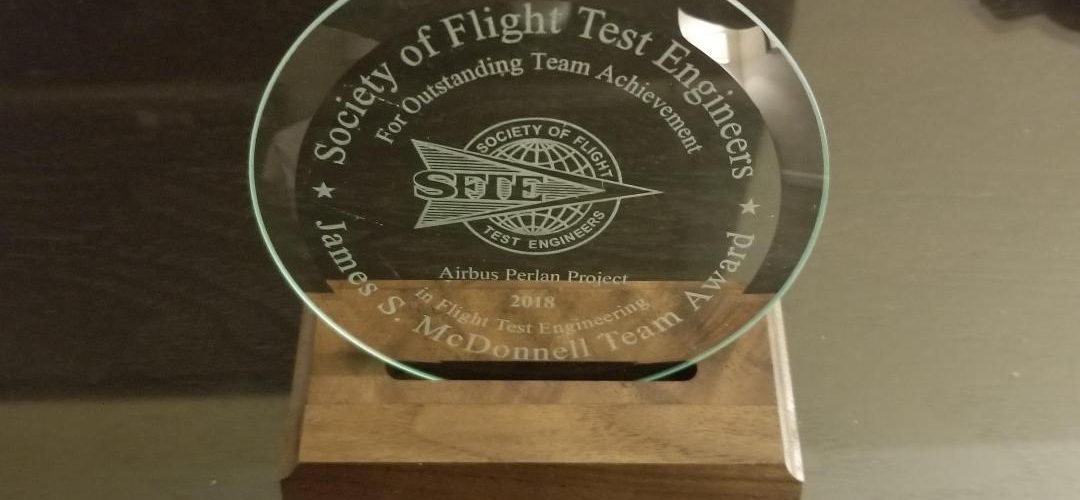 Society of Flight Test Engineers
For Outstanding Team Achievement
SOCIETY OF FLIGHT
SFTE
TEST ENGINEERS
Airbus Perlan Project
2018
in Flight Test Engineering
James S. McDonnell Team Award